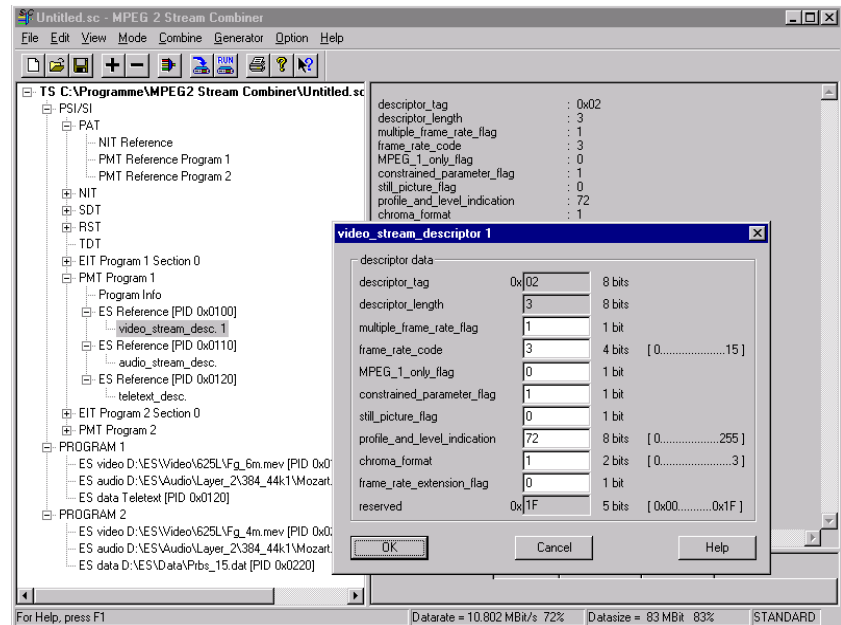 Untitled.sc - MPEG 2 Stream Combiner
File Edit View Mode Combine Generator Option Help
RUN
TS C:\Programme\MPEG2 Stream Combiner\Untitled.sc
PSI/SI
PAT
NIT Reference
PMT Reference Program 1
PMT Reference Program 2
NIT
SDT
RST
TDT
EIT Program 1 Section 0
PMT Program 1
Program Info
ES Reference [PID 0x0100]
video_stream_desc. 1
ES Reference [PID 0x0110]
audio_stream_desc.
ES Reference [PID 0x0120]
teletext_desc.
EIT Program 2 Section 0
PMT Program 2
PROGRAM 1
ES video D:\ES\Video\625L\Fg_6m.mev [PID 0x01
ES audio D:\ES\Audio\Layer_2\384_44k1\Mozart.
ES data Teletext [PID 0x0120]
PROGRAM 2
ES video D:\ES\Video\625L\Fg_4m.mev [PID 0x02
ES audio D:\ES\Audio\Layer_2\384_44k1\Mozart.
ES data D:\ES\Data\Prbs_15.dat [PID 0x0220]
descriptor_tag : 0x02
descriptor_length : 3
multiple_frame_rate_flag : 1
frame_rate_code : 3
MPEG_1_only_flag : 0
constrained_parameter_flag : 1
still_picture_flag : 0
profile_and_level_indication : 72
chroma_format : 1
video_stream_descriptor 1
descriptor data
descriptor_tag 0x 02 8 bits
descriptor_length 3 8 bits
multiple_frame_rate_flag 1 1 bit
frame_rate_code 3 4 bits [ 0.....................15 ]
MPEG_1_only_flag 0 1 bit
constrained_parameter_flag 1 1 bit
still_picture_flag 0 1 bit
profile_and_level_indication 72 8 bits [ 0...................255 ]
chroma_format 1 2 bits [ 0.......................3 ]
frame_rate_extension_flag 0 1 bit
reserved 0x 1F 5 bits [ 0x00..........0x1F ]
OK Cancel Help
For Help, press F1 Datarate = 10.802 MBit/s 72% Datasize = 83 MBit 83% STANDARD